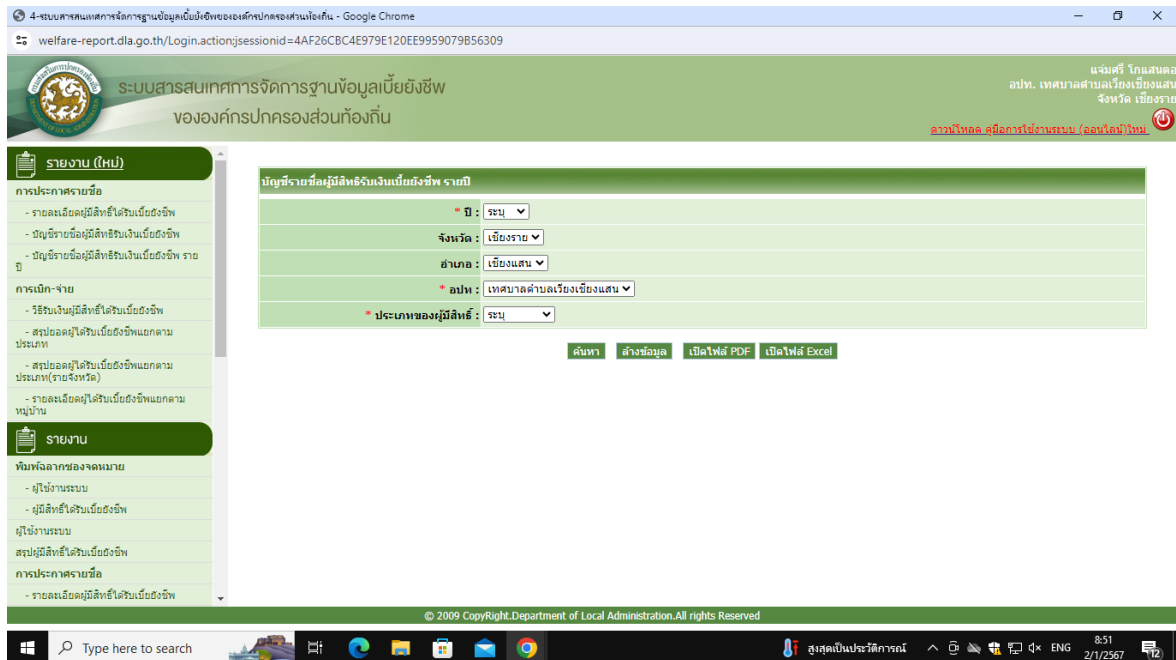 4-ระบบสารสนเทศการจัดการฐานข้อมูลเบี้ยยังชีพขององค์กรปกครองส่วนท้องถิ่น - Google Chrome
welfare-report.dla.go.th/Login.action;jsessionid=4AF26CBC4E979E120EE9959079B56309
ระบบสารสนเทศการจัดการฐานข้อมูลเบี้ยยังชีพ
ขององค์กรปกครองส่วนท้องถิ่น
แจ่มศรี โกแสนตอ
อปท. เทศบาลตำบลเวียงเชียงแสน
จังหวัด เชียงราย
ดาวน์โหลด คู่มือการใช้งานระบบ (ออนไลน์)ใหม่
รายงาน (ใหม่)
การประกาศรายชื่อ
- รายละเอียดผู้มีสิทธิ์ได้รับเบี้ยยังชีพ
- บัญชีรายชื่อผู้มีสิทธิรับเงินเบี้ยยังชีพ
- บัญชีรายชื่อผู้มีสิทธิรับเงินเบี้ยยังชีพ ราย
ปี
การเบิก-จ่าย
- วิธีรับเงินผู้มีสิทธิ์ได้รับเบี้ยยังชีพ
- สรุปยอดผู้ได้รับเบี้ยยังชีพแยกตาม
ประเภท
- สรุปยอดผู้ได้รับเบี้ยยังชีพแยกตาม
ประเภท(รายจังหวัด)
- รายละเอียดผู้ได้รับเบี้ยยังชีพแยกตาม
หมู่บ้าน
รายงาน
พิมพ์ฉลากซองจดหมาย
- ผู้ใช้งานระบบ
- ผู้มีสิทธิ์ได้รับเบี้ยยังชีพ
ผู้ใช้งานระบบ
สรุปผู้มีสิทธิ์ได้รับเบี้ยยังชีพ
การประกาศรายชื่อ
- รายละเอียดผู้มีสิทธิ์ได้รับเบี้ยยังชีพ
บัญชีรายชื่อผู้มีสิทธิรับเงินเบี้ยยังชีพ รายปี
* ปี : ระบุ
จังหวัด : เชียงราย
อำเภอ : เชียงแสน
* อปท : เทศบาลตำบลเวียงเชียงแสน
* ประเภทของผู้มีสิทธิ์ : ระบุ
ค้นหา ล้างข้อมูล เปิดไฟล์ PDF เปิดไฟล์ Excel
© 2009 CopyRight.Department of Local Administration.All rights Reserved
Type here to search
สูงสุดเป็นประวัติการณ์
ENG
8:51
2/1/2567
12